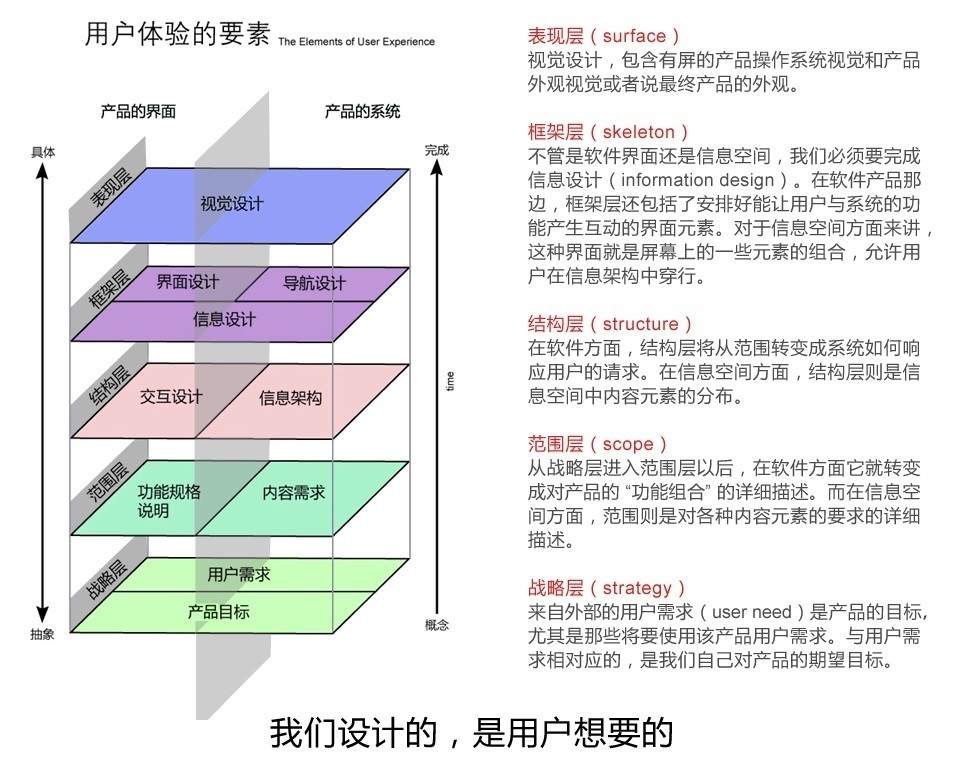 用户体验的要素 The Elements of User Experience
产品的界面
产品的系统
具体
完成
表现层
视觉设计
框架层
界面设计
导航设计
信息设计
结构层
交互设计
信息架构
time
范围层
功能规格
说明
内容需求
战略层
用户需求
产品目标
抽象
概念
表现层（surface）
视觉设计，包含有屏的产品操作系统视觉和产品
外观视觉或者说最终产品的外观。
框架层（skeleton）
不管是软件界面还是信息空间，我们必须要完成
信息设计（information design）。在软件产品那
边，框架层还包括了安排好能让用户与系统的功
能产生互动的界面元素。对于信息空间方面来讲，
这种界面就是屏幕上的一些元素的组合，允许用
户在信息架构中穿行。
结构层（structure）
在软件方面，结构层将从范围转变成系统如何响
应用户的请求。在信息空间方面，结构层则是信
息空间中内容元素的分布。
范围层（scope）
从战略层进入范围层以后，在软件方面它就转变
成对产品的 “功能组合” 的详细描述。而在信息空
间方面，范围则是对各种内容元素的要求的详细
描述。
战略层（strategy）
来自外部的用户需求（user need）是产品的目标,
尤其是那些将要使用该产品用户需求。与用户需
求相对应的，是我们自己对产品的期望目标。
我们设计的，是用户想要的